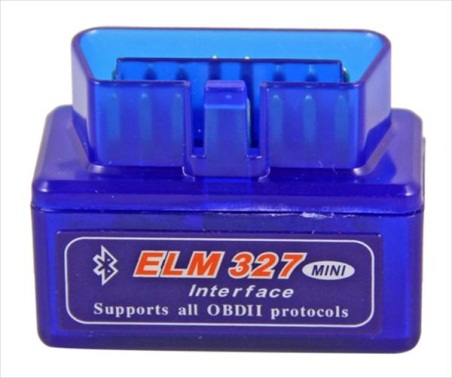 ELM 327 MINI
Interface
Supports all OBDII protocols